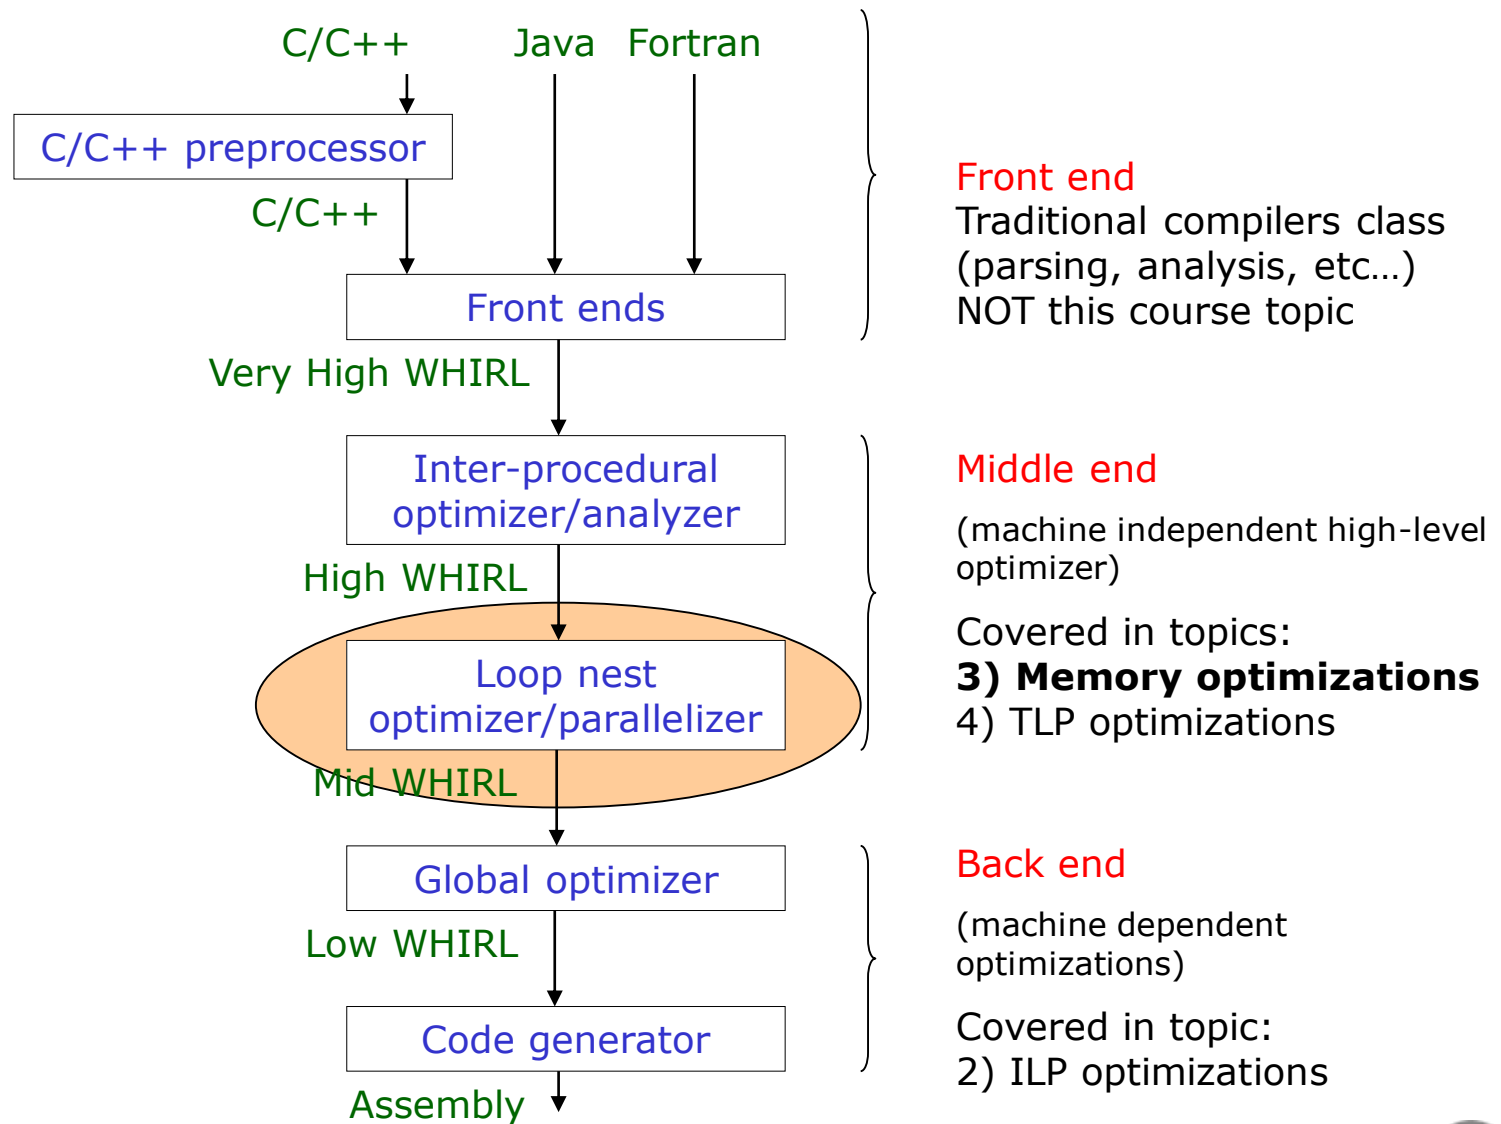 C/C++ Java Fortran
C/C++ preprocessor
C/C++
Front ends
Very High WHIRL
Inter-procedural
optimizer/analyzer
High WHIRL
Loop nest
optimizer/parallelizer
Mid WHIRL
Global optimizer
Low WHIRL
Code generator
Assembly
Front end
Traditional compilers class
(parsing, analysis, etc…)
NOT this course topic
Middle end
(machine independent high-level
optimizer)
Covered in topics:
3) Memory optimizations
4) TLP optimizations
Back end
(machine dependent
optimizations)
Covered in topic:
2) ILP optimizations